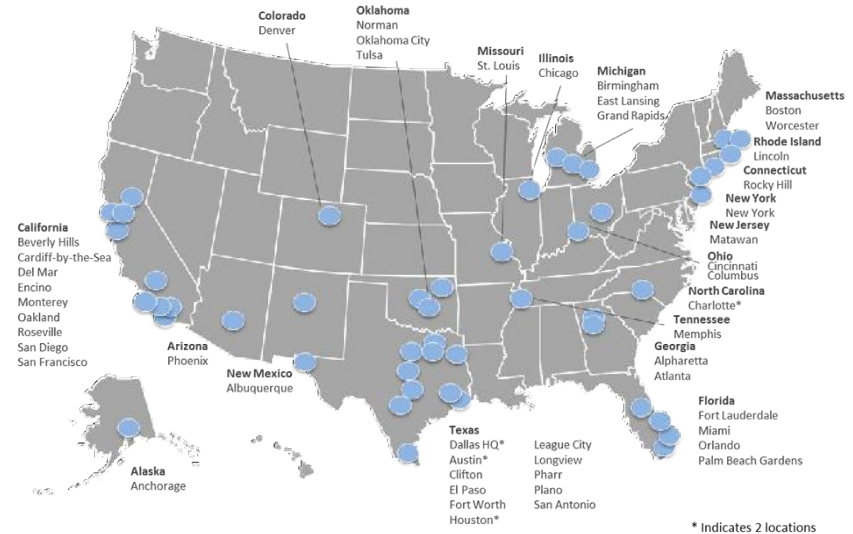 Colorado
Denver
Oklahoma
Norman
Oklahoma City
Tulsa
Missouri
St. Louis
Illinois
Chicago
Michigan
Birmingham
East Lansing
Grand Rapids
Massachusetts
Boston
Worcester
Rhode Island
Lincoln
Connecticut
Rocky Hill
New York
New York
New Jersey
Matawan
Ohio
Cincinnati
Columbus
North Carolina
Charlotte*
Tennessee
Memphis
Georgia
Alpharetta
Atlanta
Florida
Fort Lauderdale
Miami
Orlando
Palm Beach Gardens
California
Beverly Hills
Cardiff-by-the-Sea
Del Mar
Encino
Monterey
Oakland
Roseville
San Diego
San Francisco
Arizona
Phoenix
New Mexico
Albuquerque
Alaska
Anchorage
Texas
Dallas HQ*
Austin*
Clifton
El Paso
Fort Worth
Houston*
League City
Longview
Pharr
Plano
San Antonio
* Indicates 2 locations